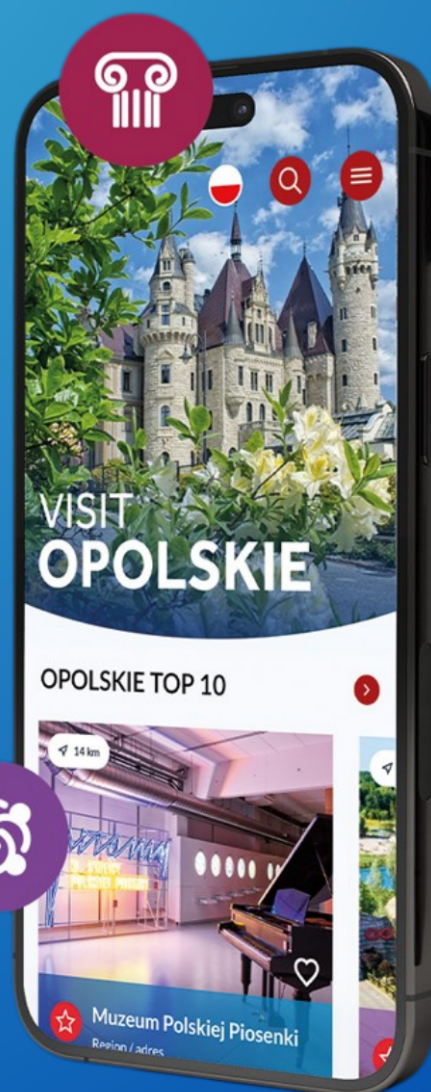 VISIT
OPOLSKIE
OPOLSKIE TOP 10
14 km
Muzeum Polskiej Piosenki
Region / adres